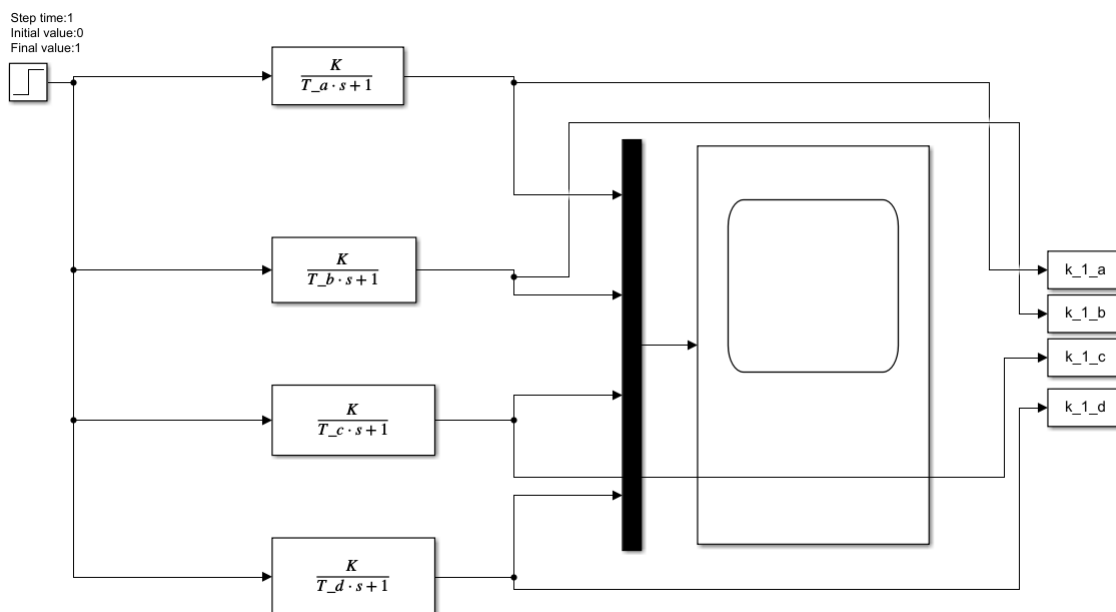 Step time:1
Initial value:0
Final value:1
K
T_a · s + 1
K
T_b · s + 1
K
T_c · s + 1
K
T_d · s + 1
k_1_a
k_1_b
k_1_c
k_1_d